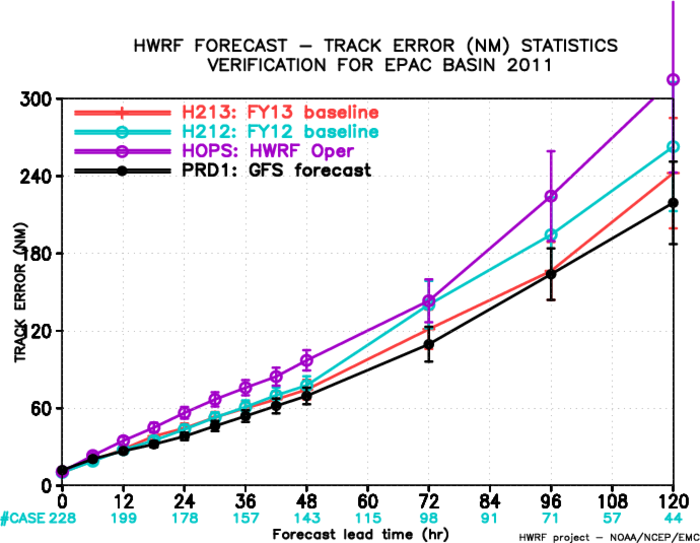 HWRF FORECAST – TRACK ERROR (NM) STATISTICS
VERIFICATION FOR EPAC BASIN 2011
H213: FY13 baseline
H212: FY12 baseline
HOPS: HWRF Oper
PRD1: GFS forecast
TRACK ERROR (NM)
300
240
180
120
60
0
0 12 24 36 48 60 72 84 96 108 120
#CASE 228 199 178 157 143 115 98 91 71 57 44
Forecast lead time (hr)
HWRF project – NOAA/NCEP/EMC